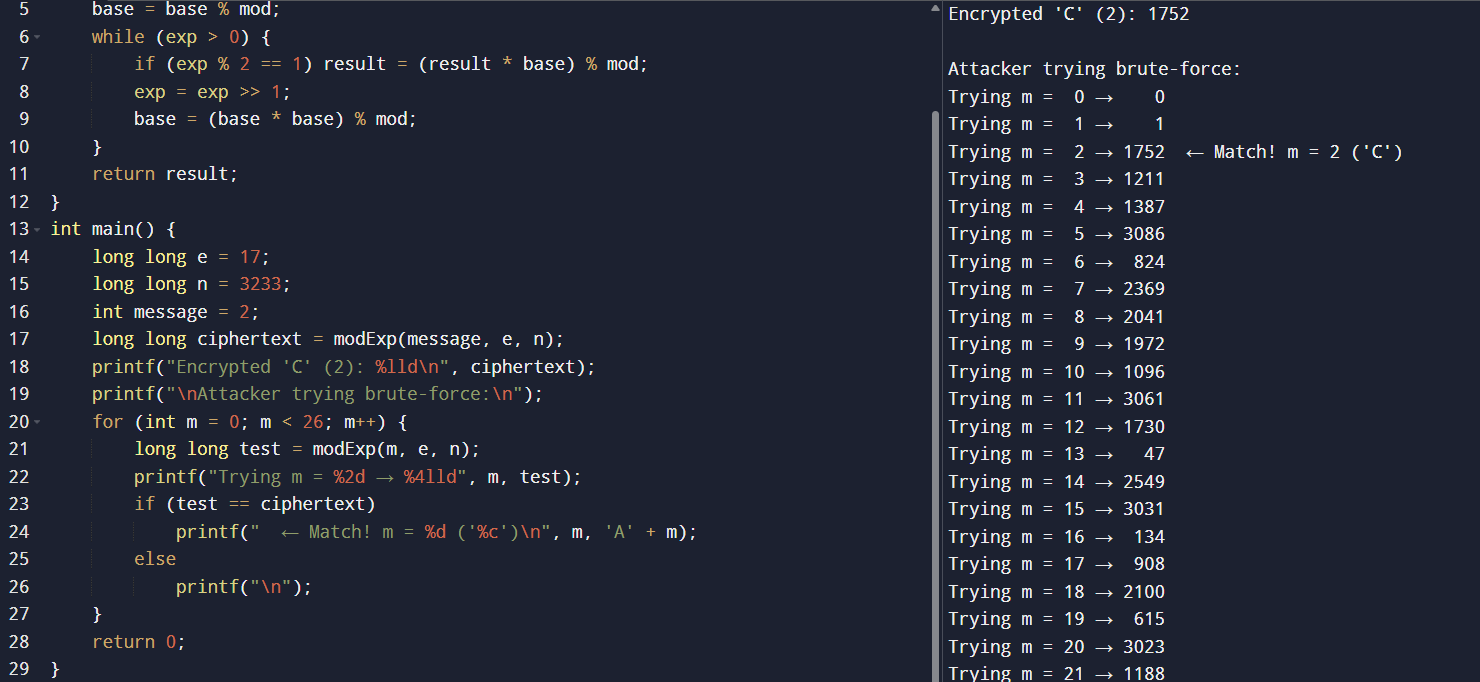 5 base = base % mod;
6 while (exp > 0) {
7 if (exp % 2 == 1) result = (result * base) % mod;
8 exp = exp >> 1;
9 base = (base * base) % mod;
10 }
11 return result;
12 }
13 int main() {
14 long long e = 17;
15 long long n = 3233;
16 int message = 2;
17 long long ciphertext = modExp(message, e, n);
18 printf("Encrypted 'C' (2): %lld\n", ciphertext);
19 printf("\nAttacker trying brute-force:\n");
20 for (int m = 0; m < 26; m++) {
21 long long test = modExp(m, e, n);
22 printf("Trying m = %2d → %4lld", m, test);
23 if (test == ciphertext)
24 printf("  ← Match! m = %d ('%c')\n", m, 'A' + m);
25 else
26 printf("\n");
27 }
28 return 0;
29 }
Encrypted 'C' (2): 1752
Attacker trying brute-force:
Trying m =  0 →    0
Trying m =  1 →    1
Trying m =  2 → 1752  ← Match! m = 2 ('C')
Trying m =  3 → 1211
Trying m =  4 → 1387
Trying m =  5 → 3086
Trying m =  6 →  824
Trying m =  7 → 2369
Trying m =  8 → 2041
Trying m =  9 → 1972
Trying m = 10 → 1096
Trying m = 11 → 3061
Trying m = 12 → 1730
Trying m = 13 →   47
Trying m = 14 → 2549
Trying m = 15 → 3031
Trying m = 16 →  134
Trying m = 17 →  908
Trying m = 18 → 2100
Trying m = 19 →  615
Trying m = 20 → 3023
Trying m = 21 → 1188